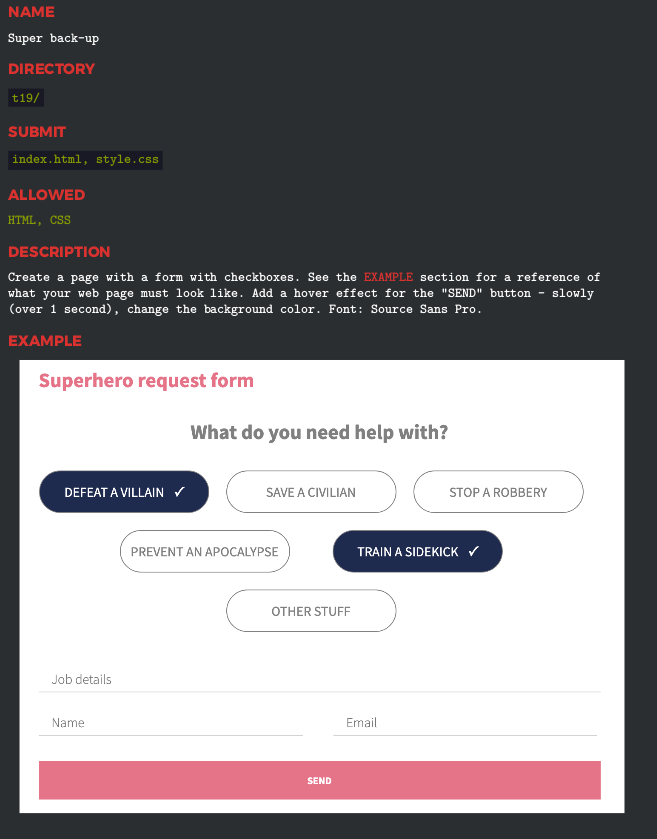 NAME
Super back-up
DIRECTORY
t19/
SUBMIT
index.html, style.css
ALLOWED
HTML, CSS
DESCRIPTION
Create a page with a form with checkboxes. See the EXAMPLE section for a reference of
what your web page must look like. Add a hover effect for the "SEND" button – slowly
(over 1 second), change the background color. Font: Source Sans Pro.
EXAMPLE
Superhero request form
What do you need help with?
DEFEAT A VILLAIN ✓ SAVE A CIVILIAN STOP A ROBBERY
PREVENT AN APOCALYPSE TRAIN A SIDEKICK ✓
OTHER STUFF
Job details
Name Email
SEND